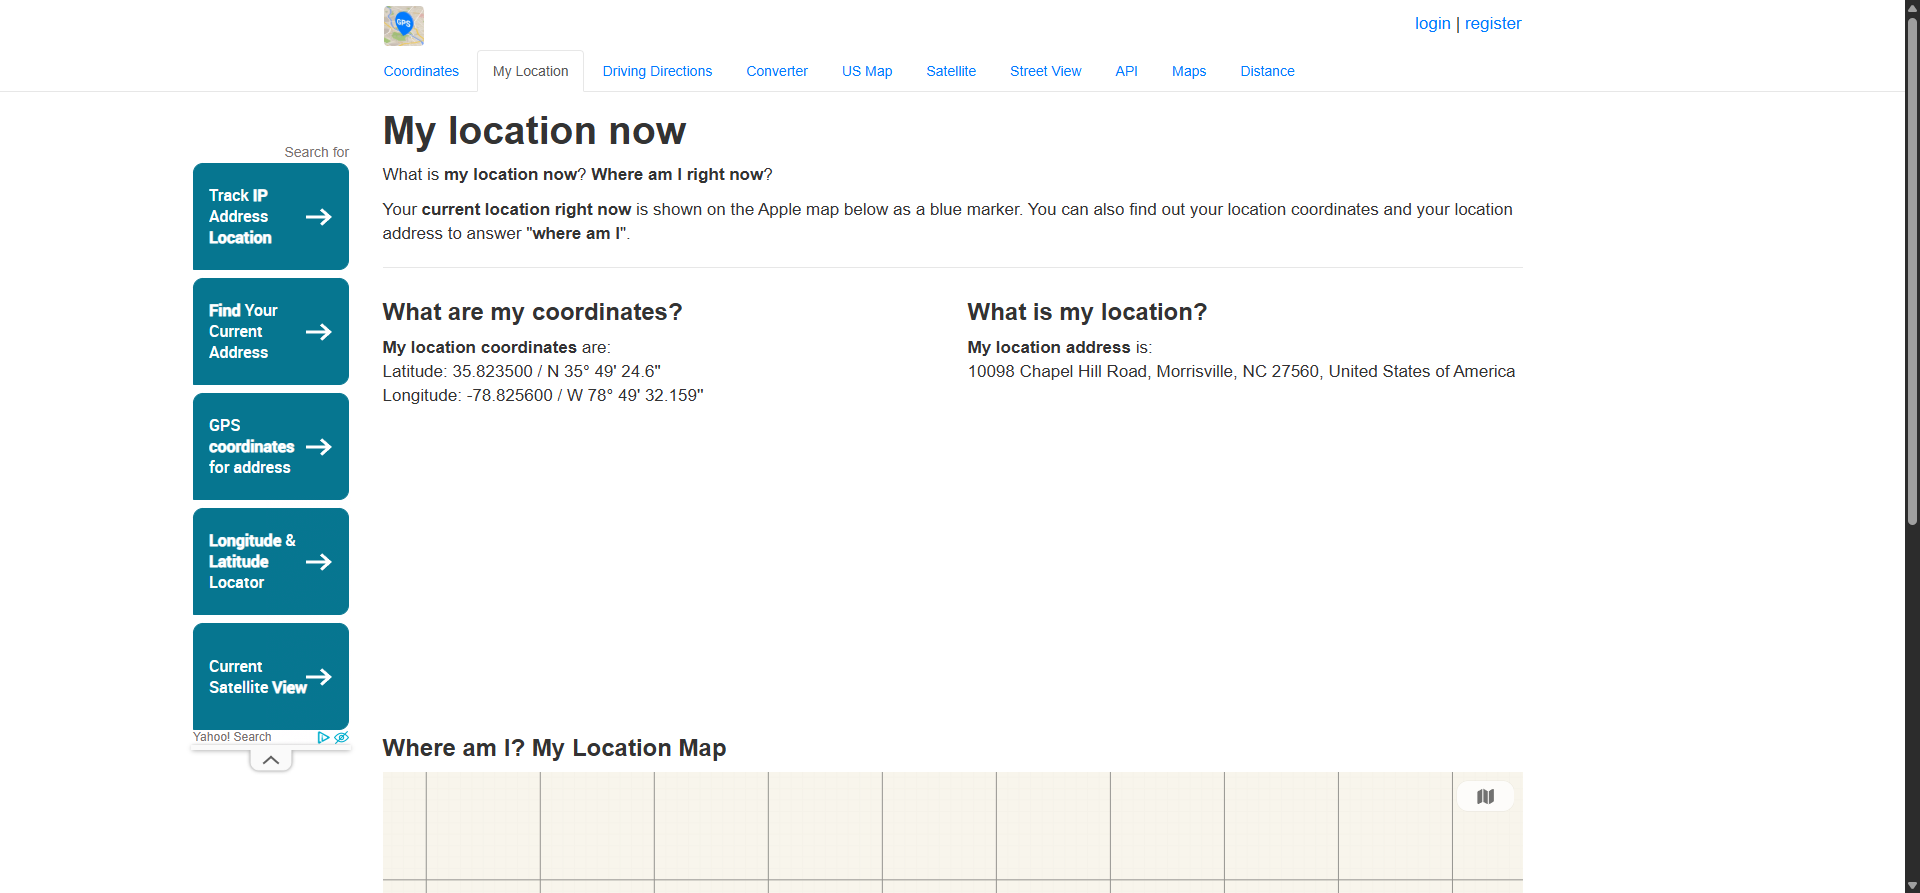 GPS
login | register
Coordinates My Location Driving Directions Converter US Map Satellite Street View API Maps Distance
My location now
What is my location now? Where am I right now?
Your current location right now is shown on the Apple map below as a blue marker. You can also find out your location coordinates and your location
address to answer "where am I".
Search for
Track IP
Address
Location
Find Your
Current
Address
GPS
coordinates
for address
Longitude &
Latitude
Locator
Current
Satellite View
Yahoo! Search
What are my coordinates?
My location coordinates are:
Latitude: 35.823500 / N 35° 49' 24.6''
Longitude: -78.825600 / W 78° 49' 32.159''
What is my location?
My location address is:
10098 Chapel Hill Road, Morrisville, NC 27560, United States of America
Where am I? My Location Map